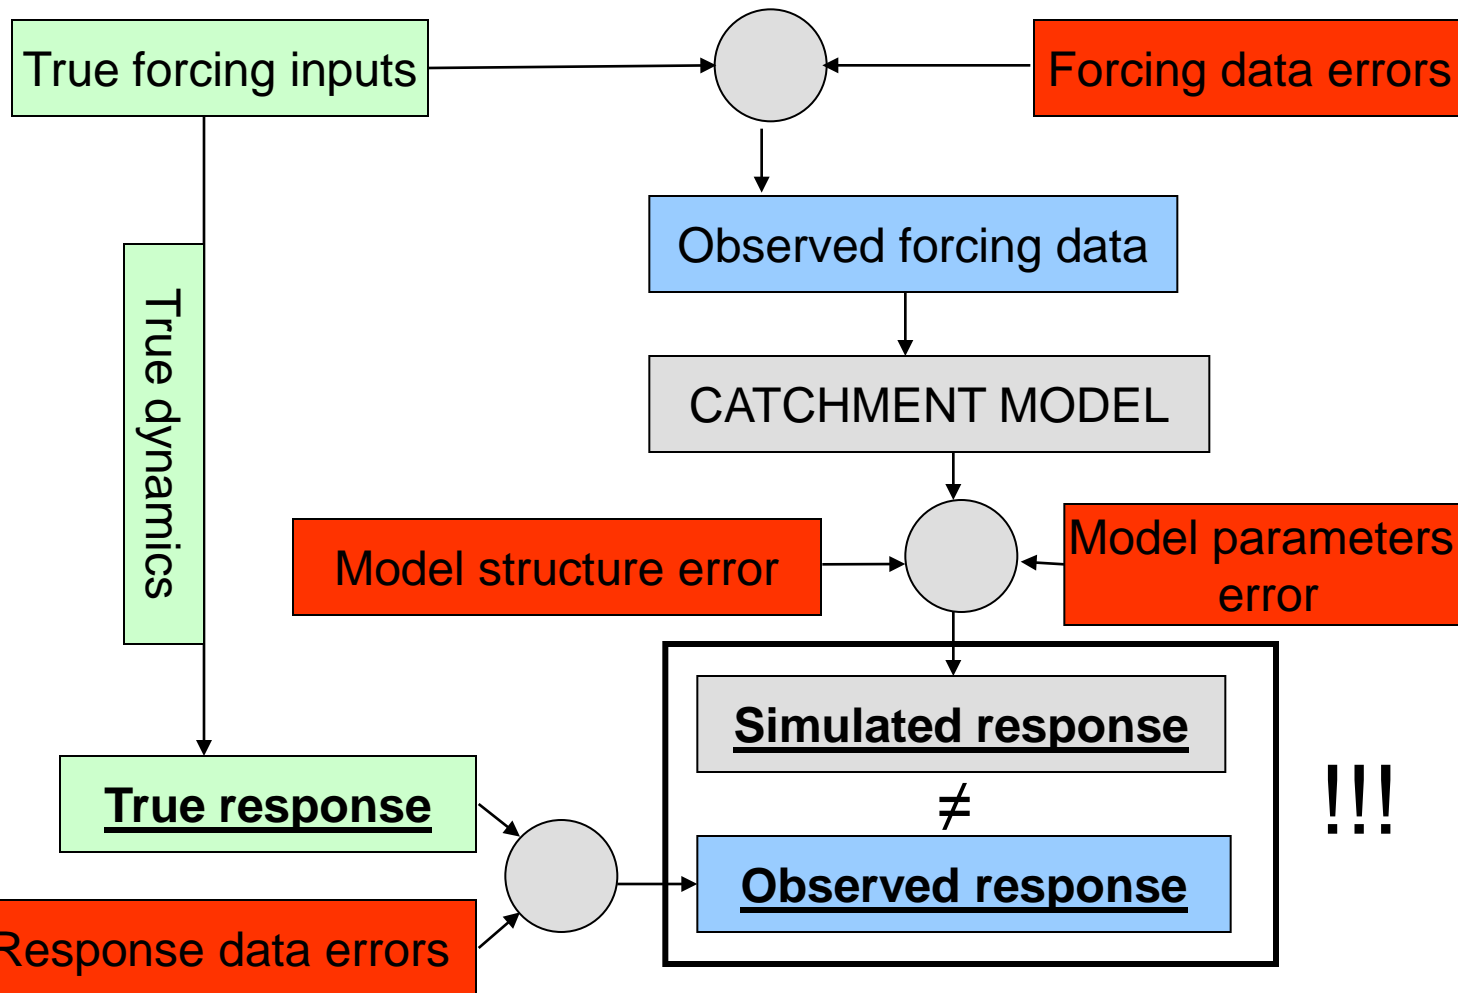 True forcing inputs
Forcing data errors
Observed forcing data
True dynamics
CATCHMENT MODEL
Model structure error
Model parameters
error
Simulated response
≠
!!!
True response
Observed response
Response data errors